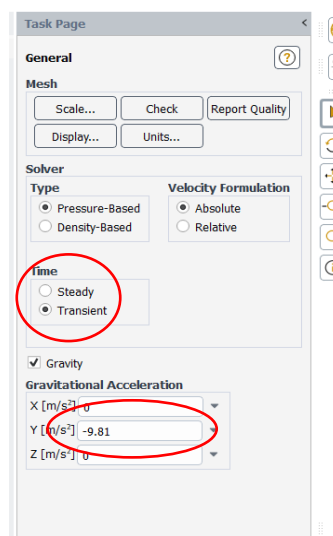 Task Page <
General
Mesh
Scale... Check Report Quality
Display... Units...
Solver
Type Velocity Formulation
Pressure-Based Absolute
Density-Based Relative
Time
Steady
Transient
Gravity
Gravitational Acceleration
X [m/s²] 0
Y [m/s²] -9.81
Z [m/s²] 0